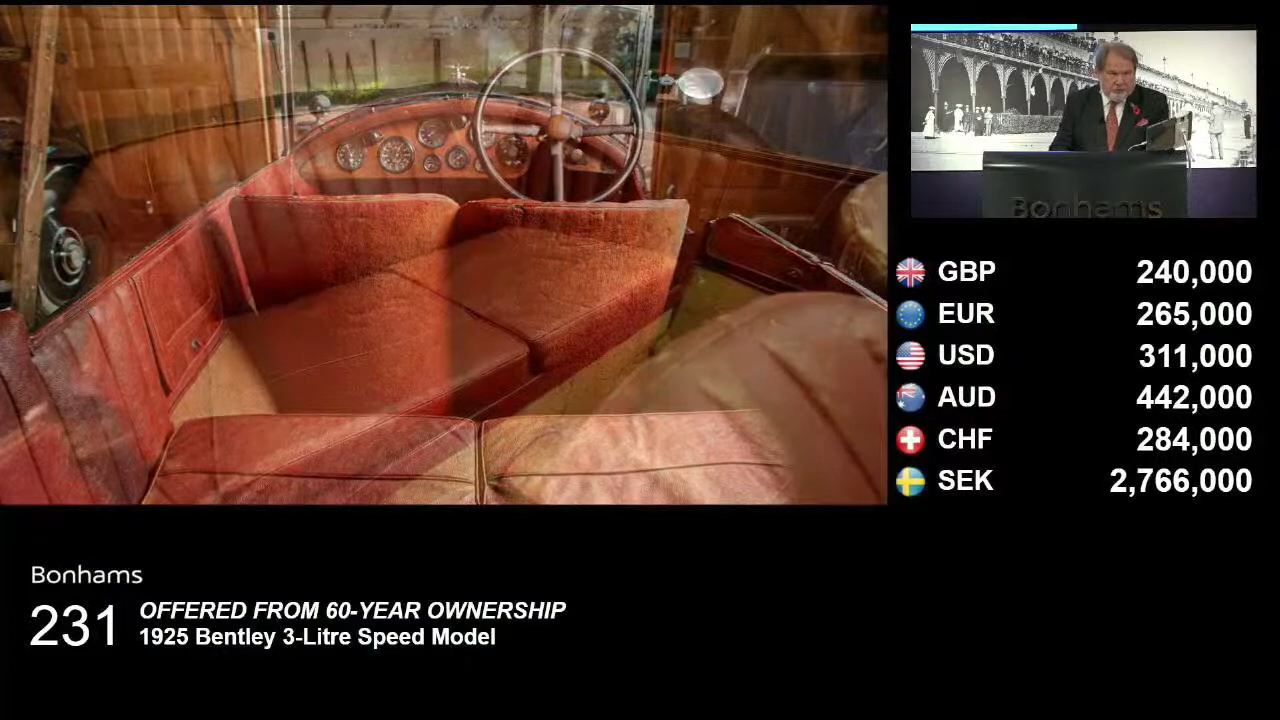 Bonhams
GBP 240,000
EUR 265,000
USD 311,000
AUD 442,000
CHF 284,000
SEK 2,766,000
Bonhams
231
OFFERED FROM 60-YEAR OWNERSHIP
1925 Bentley 3-Litre Speed Model